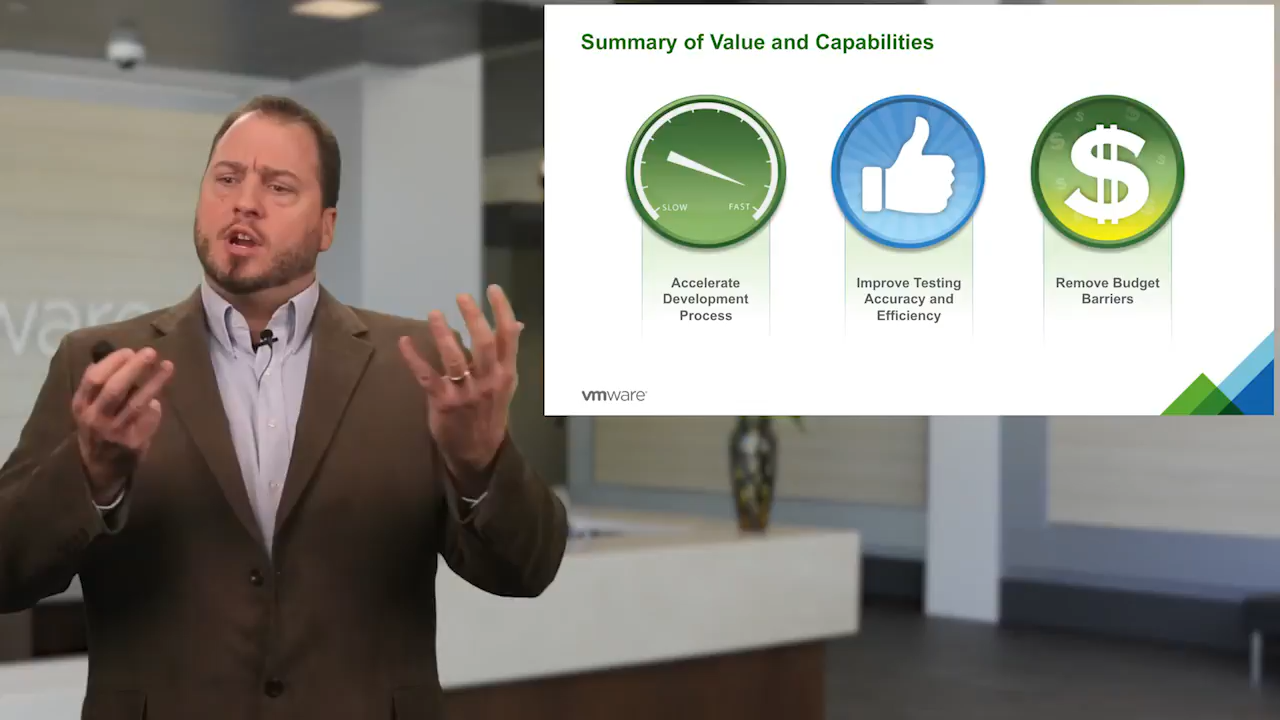 Summary of Value and Capabilities
SLOW
FAST
Accelerate
Development
Process
Improve Testing
Accuracy and
Efficiency
Remove Budget
Barriers
vmware
ware